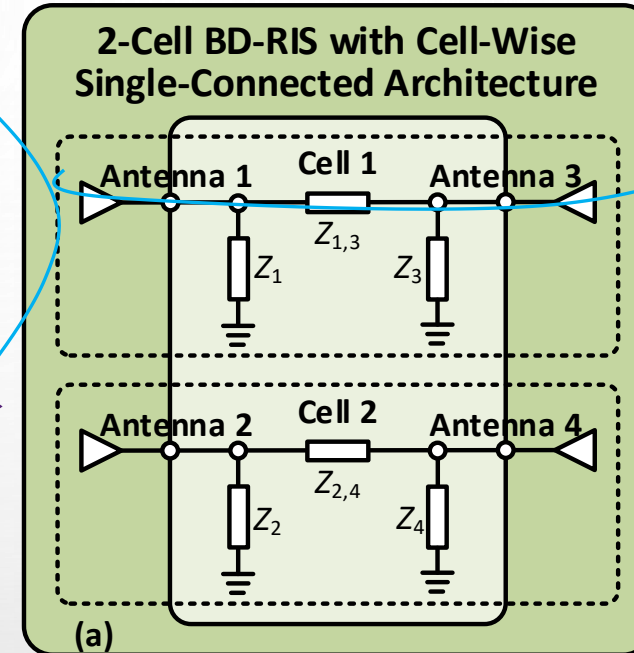 2-Cell BD-RIS with Cell-Wise
Single-Connected Architecture
Antenna 1 Cell 1 Antenna 3
Z1,3
Z1 Z3
Antenna 2 Cell 2 Antenna 4
Z2,4
Z2 Z4
(a)